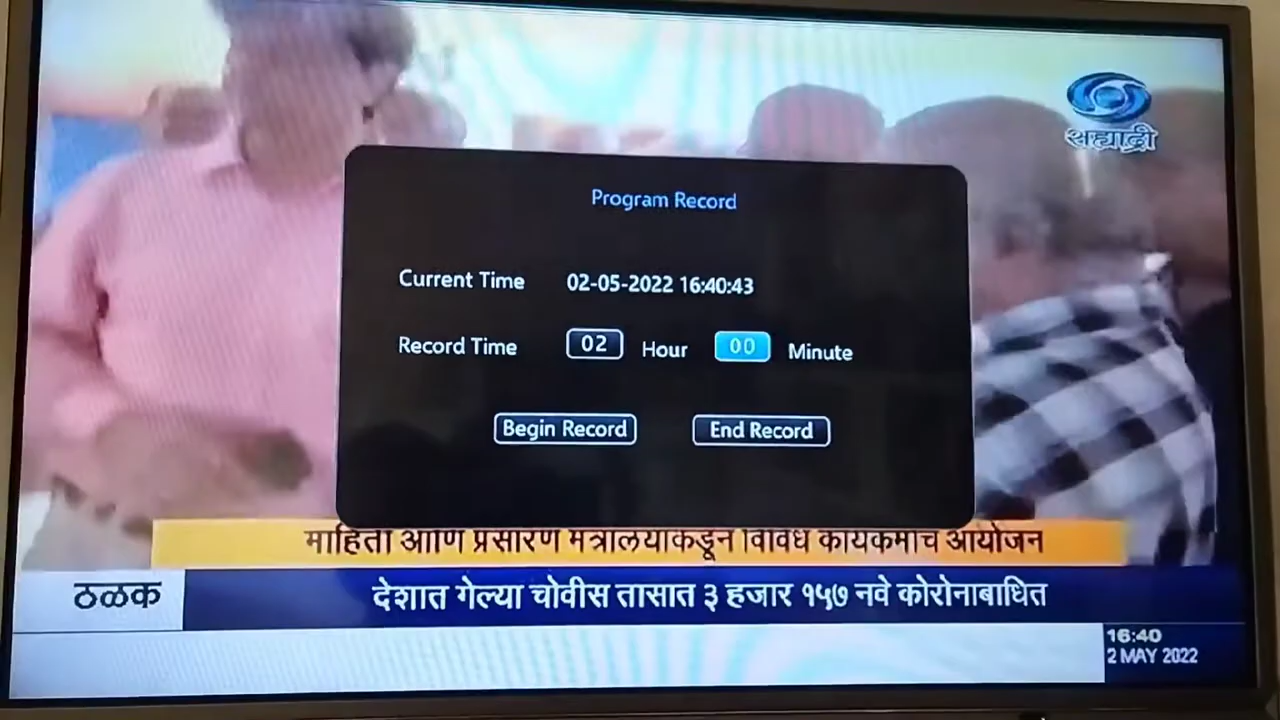 सह्याद्री
Program Record
Current Time 02-05-2022 16:40:43
Record Time 02 Hour 00 Minute
Begin Record End Record
माहिती आणि प्रसारण मंत्रालयाकडून विविध कार्यक्रमांचे आयोजन
ठळक देशात गेल्या चोवीस तासात ३ हजार १५७ नवे कोरोनाबाधित
16:40
2 MAY 2022